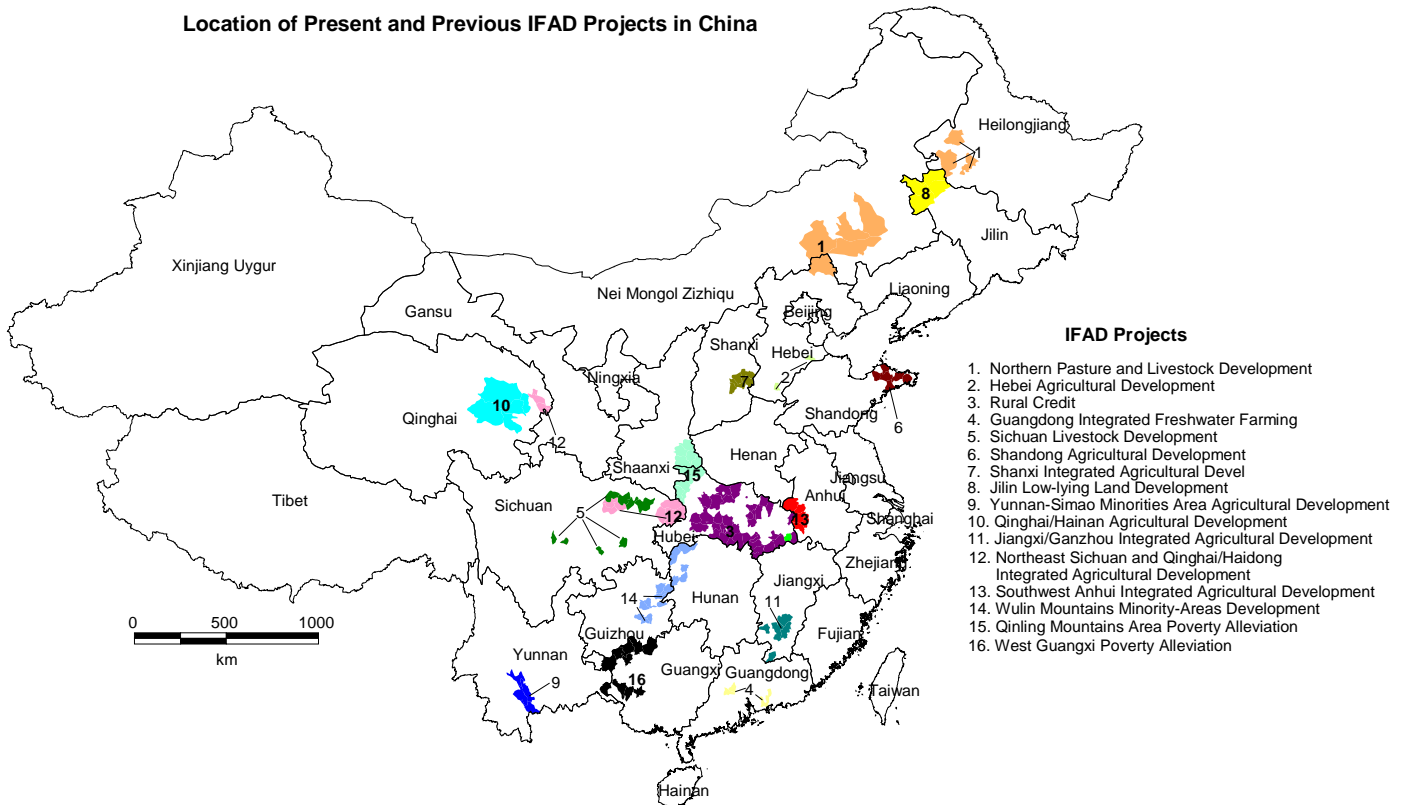 Location of Present and Previous IFAD Projects in China
Heilongjiang
1
8
Jilin
1
Xinjiang Uygur
Nei Mongol Zizhiqu
Liaoning
Gansu
Beijing
Shanxi
Hebei
Ningxia
7
2
10
Qinghai
Shandong
6
12
Henan
Shaanxi
15
Jiangsu
Tibet
Sichuan
Anhui
5
12
13
Shanghai
3
Hubei
Zhejiang
Jiangxi
14
Hunan
11
Guizhou
Fujian
Yunnan
Guangxi
Guangdong
16
9
4
Taiwan
Hainan
0 500 1000
km
IFAD Projects
1. Northern Pasture and Livestock Development
2. Hebei Agricultural Development
3. Rural Credit
4. Guangdong Integrated Freshwater Farming
5. Sichuan Livestock Development
6. Shandong Agricultural Development
7. Shanxi Integrated Agricultural Devel
8. Jilin Low-lying Land Development
9. Yunnan-Simao Minorities Area Agricultural Development
10. Qinghai/Hainan Agricultural Development
11. Jiangxi/Ganzhou Integrated Agricultural Development
12. Northeast Sichuan and Qinghai/Haidong
Integrated Agricultural Development
13. Southwest Anhui Integrated Agricultural Development
14. Wulin Mountains Minority-Areas Development
15. Qinling Mountains Area Poverty Alleviation
16. West Guangxi Poverty Alleviation